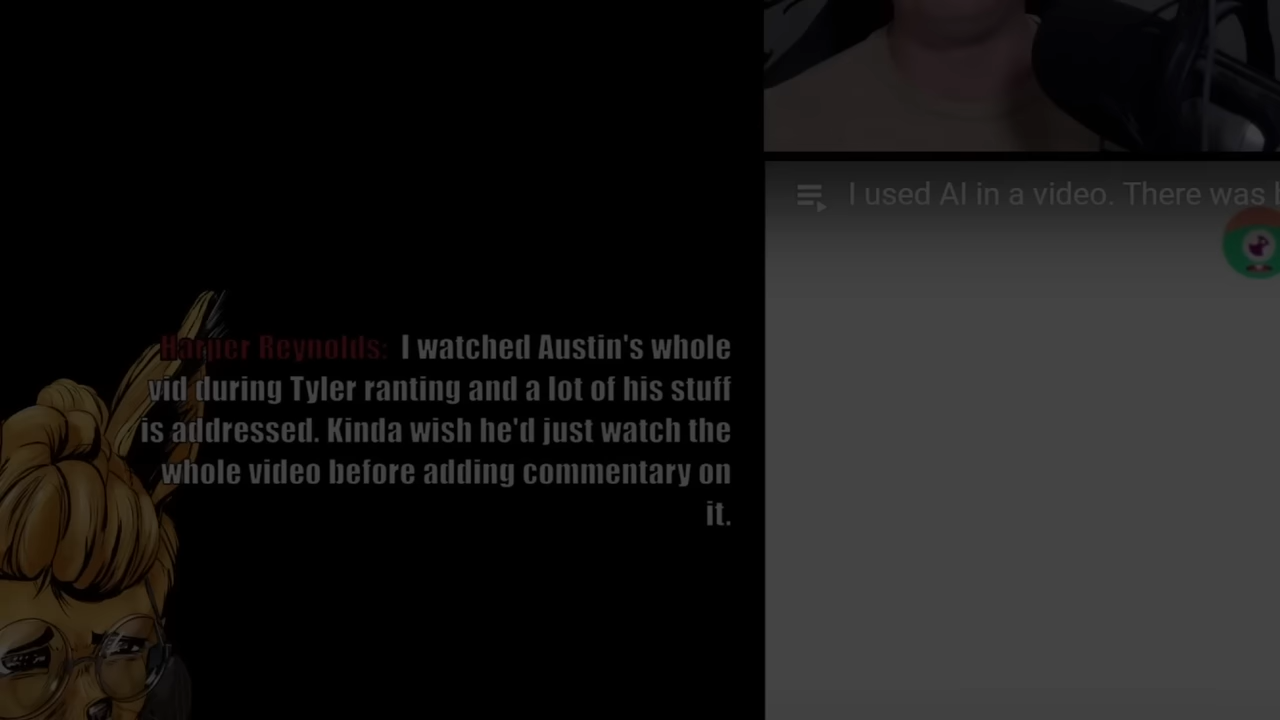 I used AI in a video. There was
Harper Reynolds: I watched Austin's whole
vid during Tyler ranting and a lot of his stuff
is addressed. Kinda wish he'd just watch the
whole video before adding commentary on
it.